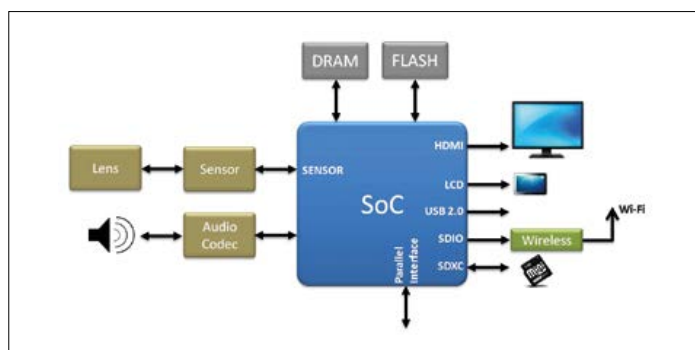 DRAM
FLASH
HDMI
Lens
Sensor
SENSOR
LCD
SoC
USB 2.0
Wi-Fi
Audio
Codec
SDIO
Wireless
Parallel
Interface
SDXC